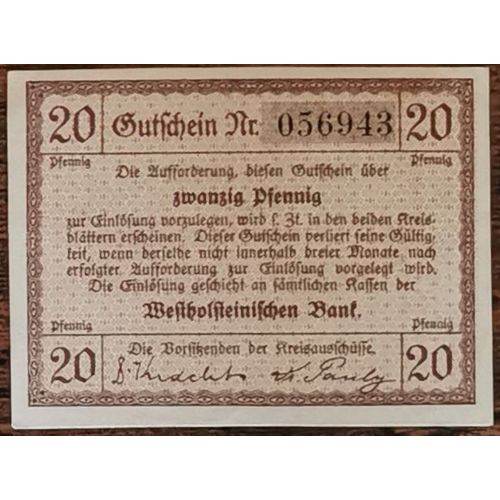 20 Gutschein Nr. 056943 20
Pfennig Pfennig
Die Aufforderung, diesen Gutschein über
zwanzig Pfennig
zur Einlösung vorzulegen, wird s. Zt. in den beiden Kreis-
blättern erscheinen. Dieser Gutschein verliert seine Gültig-
keit, wenn derselbe nicht innerhalb dreier Monate nach
erfolgter Aufforderung zur Einlösung vorgelegt wird.
Die Einlösung geschieht an sämtlichen Kassen der
Westholsteinischen Bank.
Pfennig Pfennig
20 Die Vorsitzenden der Kreisausschüsse. 20
Pauly